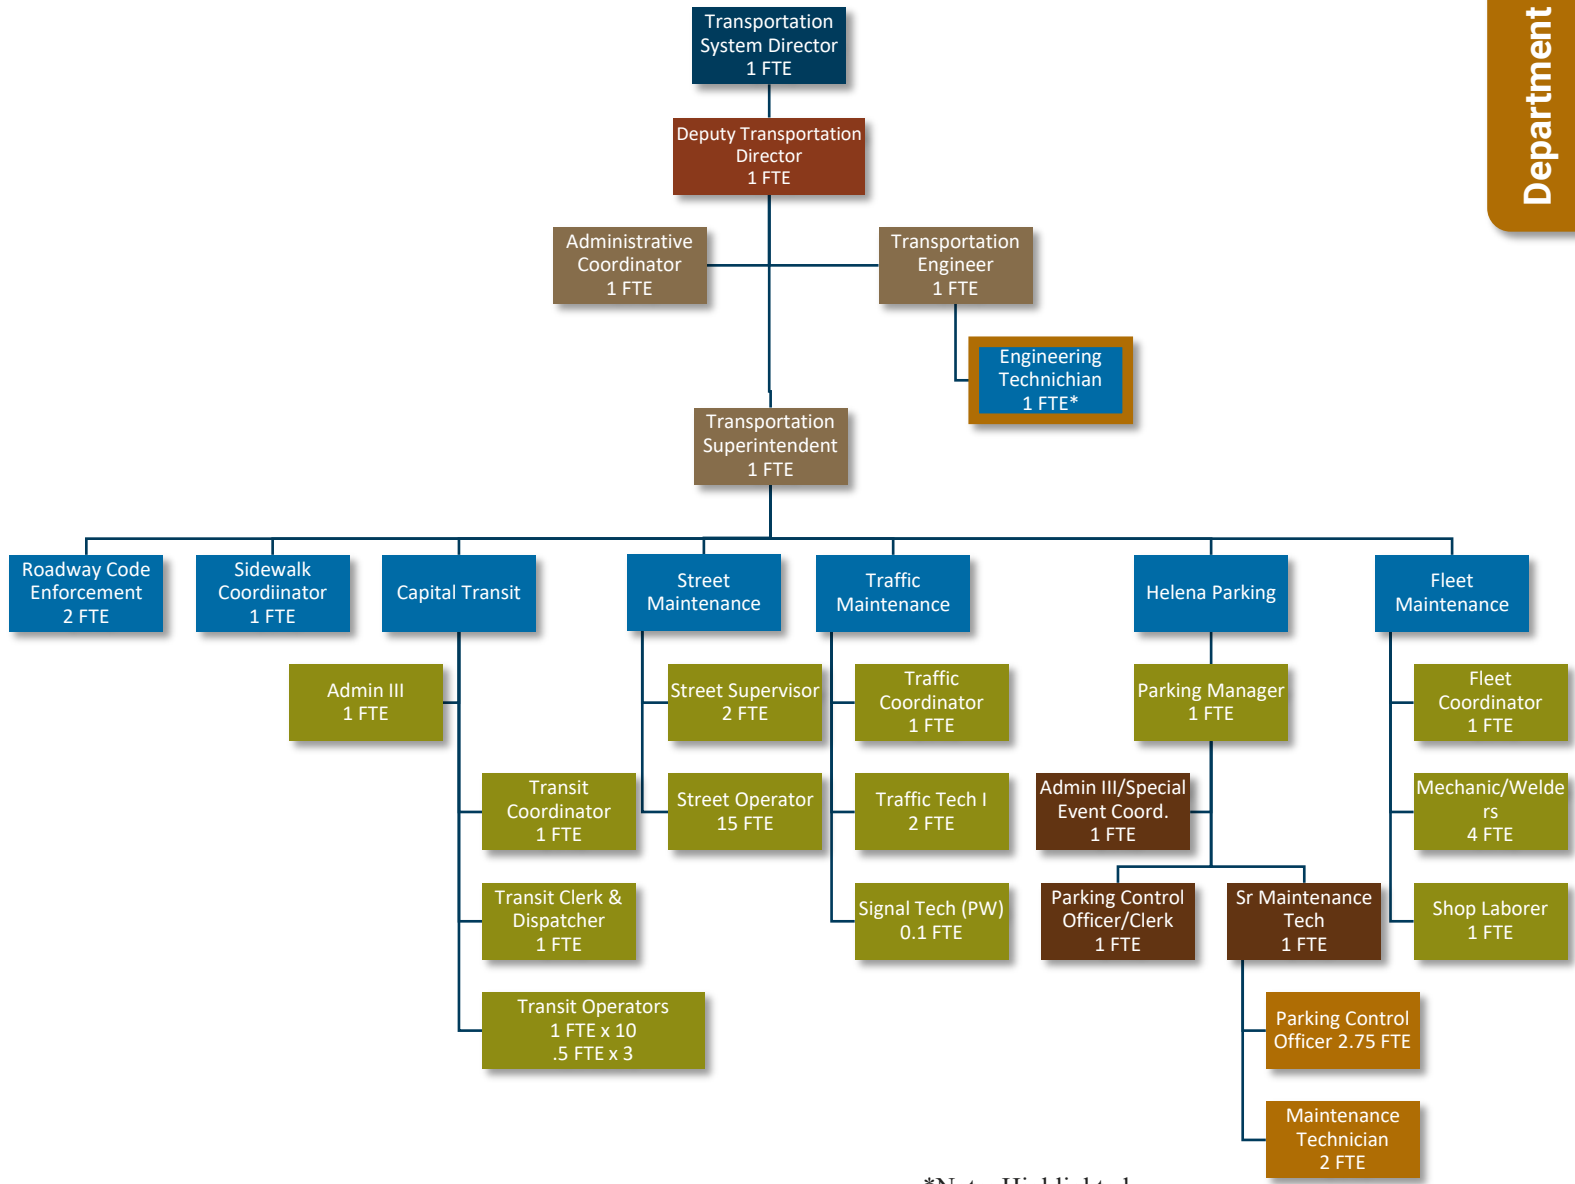 Transportation
System Director
1 FTE
Department
Deputy Transportation
Director
1 FTE
Administrative
Coordinator
1 FTE
Transportation
Engineer
1 FTE
Engineering
Technichian
1 FTE*
Transportation
Superintendent
1 FTE
Roadway Code
Enforcement
2 FTE
Sidewalk
Coordiinator
1 FTE
Capital Transit
Street
Maintenance
Traffic
Maintenance
Helena Parking
Fleet
Maintenance
Admin III
1 FTE
Street Supervisor
2 FTE
Traffic
Coordinator
1 FTE
Parking Manager
1 FTE
Fleet
Coordinator
1 FTE
Transit
Coordinator
1 FTE
Street Operator
15 FTE
Traffic Tech I
2 FTE
Admin III/Special
Event Coord.
1 FTE
Mechanic/Welde
rs
4 FTE
Transit Clerk &
Dispatcher
1 FTE
Signal Tech (PW)
0.1 FTE
Parking Control
Officer/Clerk
1 FTE
Sr Maintenance
Tech
1 FTE
Shop Laborer
1 FTE
Transit Operators
1 FTE x 10
.5 FTE x 3
Parking Control
Officer 2.75 FTE
Maintenance
Technician
2 FTE
*Note: Highlighted